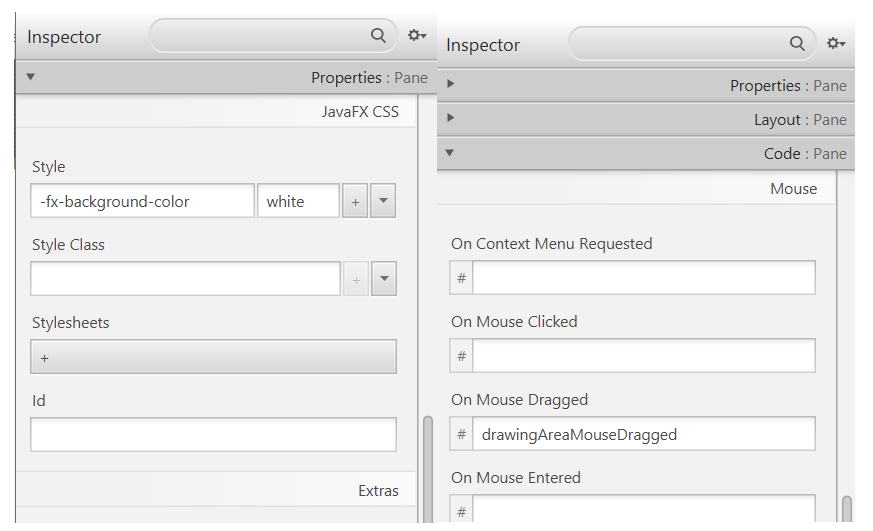 Inspector
Properties : Pane
JavaFX CSS
Style
-fx-background-color white +
Style Class
+
Stylesheets
+
Id
Extras
Inspector
Properties : Pane
Layout : Pane
Code : Pane
Mouse
On Context Menu Requested
#
On Mouse Clicked
#
On Mouse Dragged
# drawingAreaMouseDragged
On Mouse Entered
#